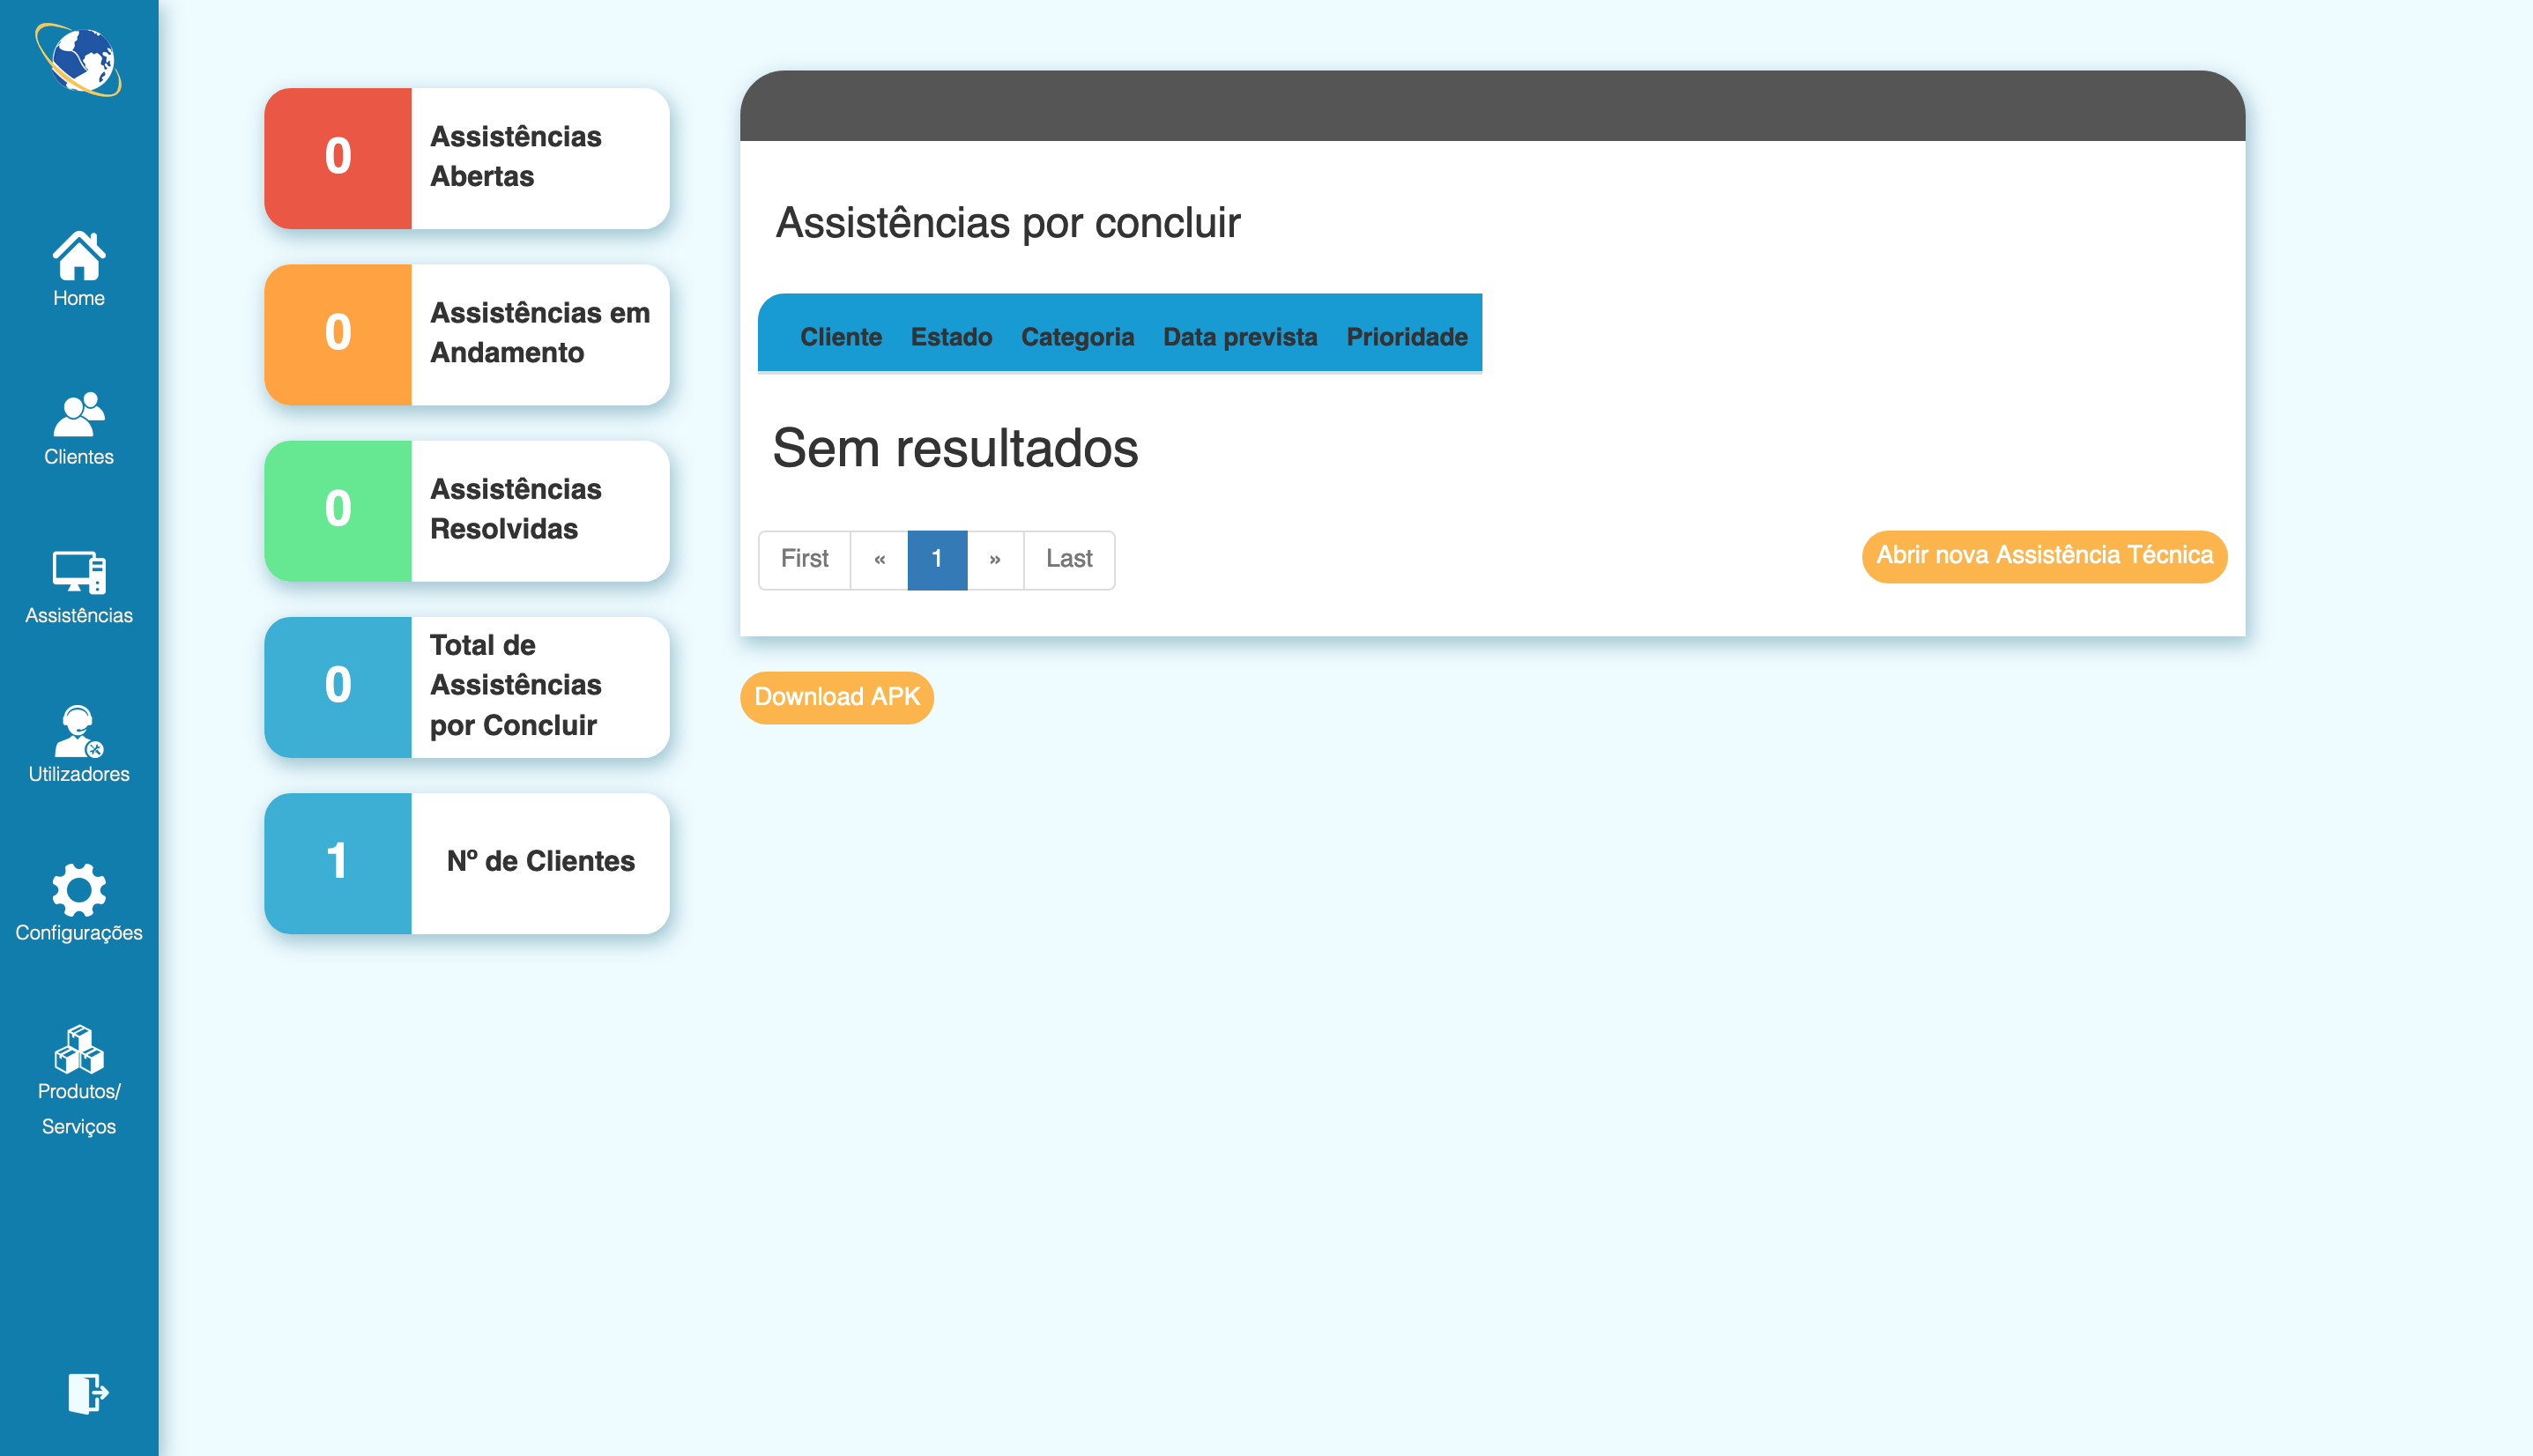 Home
Clientes
Assistências
Utilizadores
Configurações
Produtos/
Serviços
0
Assistências
Abertas
0
Assistências em
Andamento
0
Assistências
Resolvidas
0
Total de
Assistências
por Concluir
1
Nº de Clientes
Assistências por concluir
Cliente Estado Categoria Data prevista Prioridade
Sem resultados
First « 1 » Last
Abrir nova Assistência Técnica
Download APK